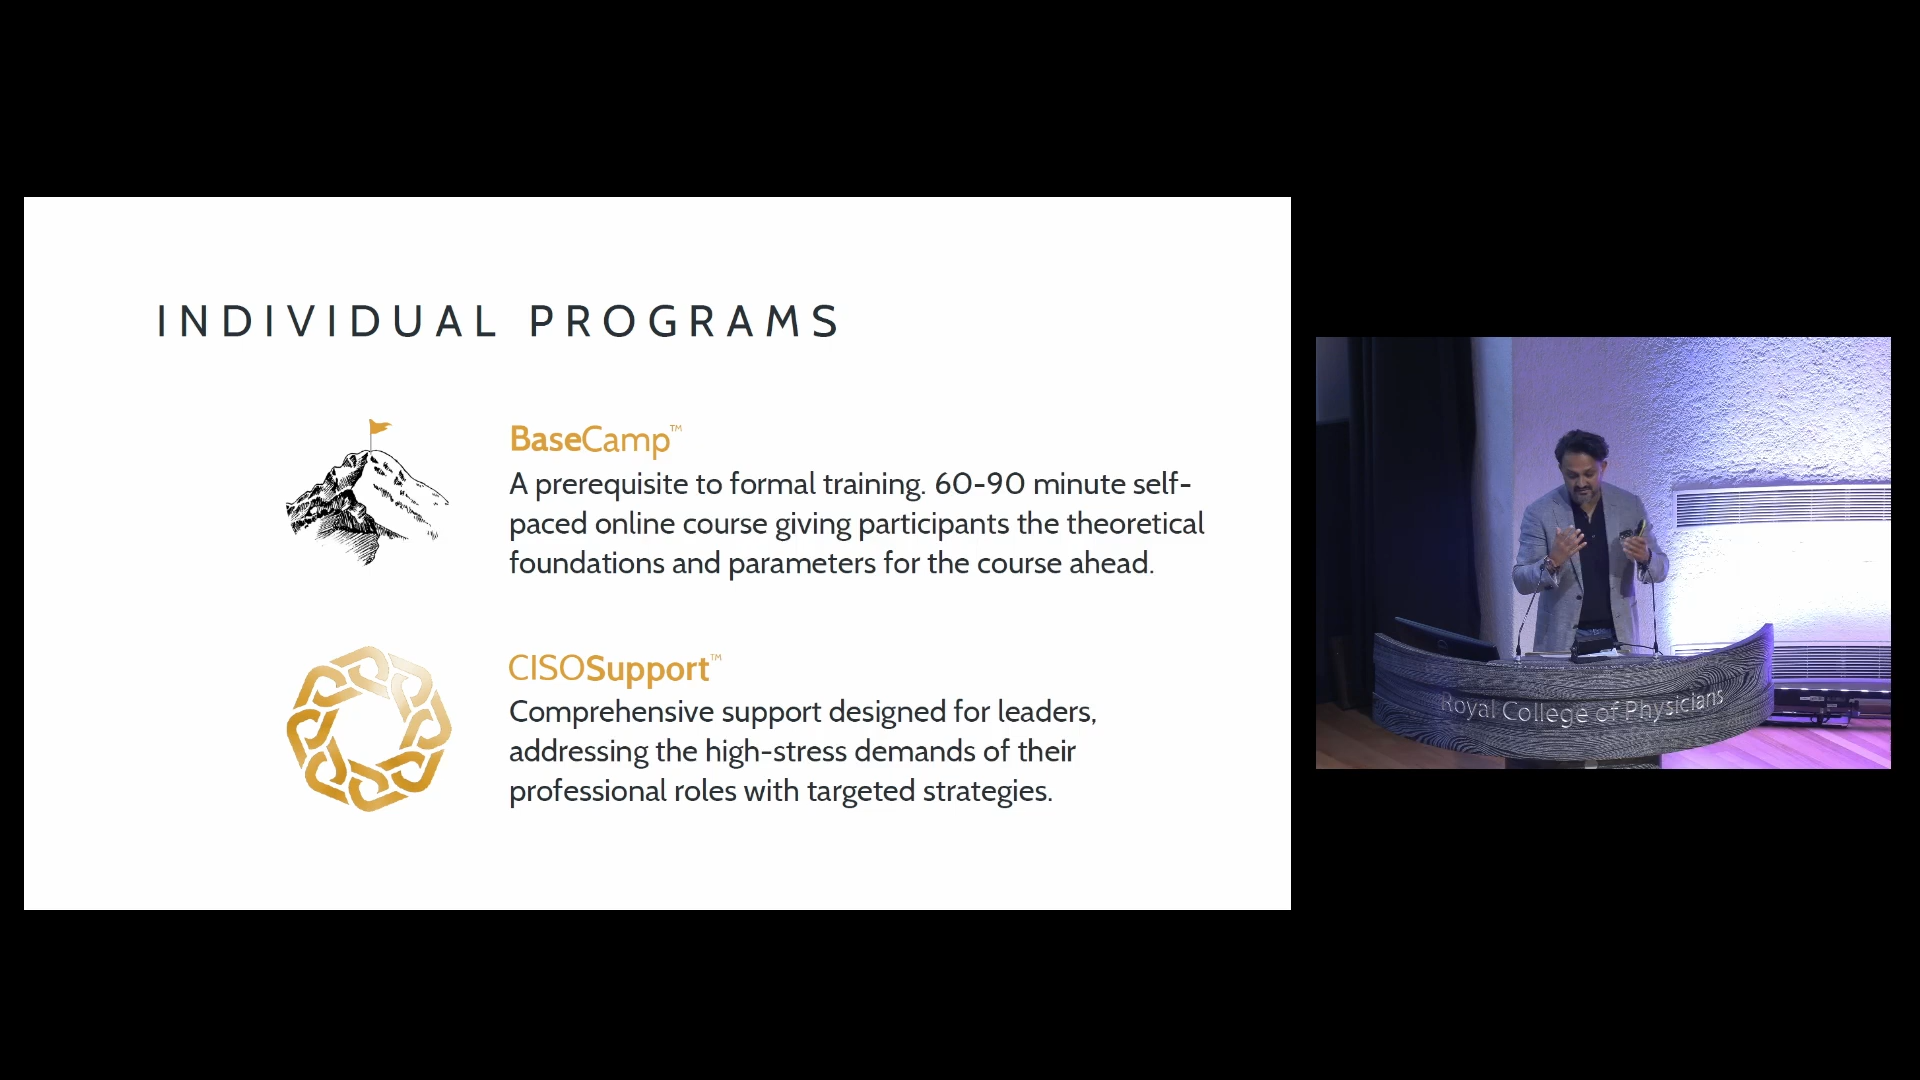 INDIVIDUAL PROGRAMS
BaseCamp™
A prerequisite to formal training. 60-90 minute self-
paced online course giving participants the theoretical
foundations and parameters for the course ahead.
CISOSupport™
Comprehensive support designed for leaders,
addressing the high-stress demands of their
professional roles with targeted strategies.
Royal College of Physicians